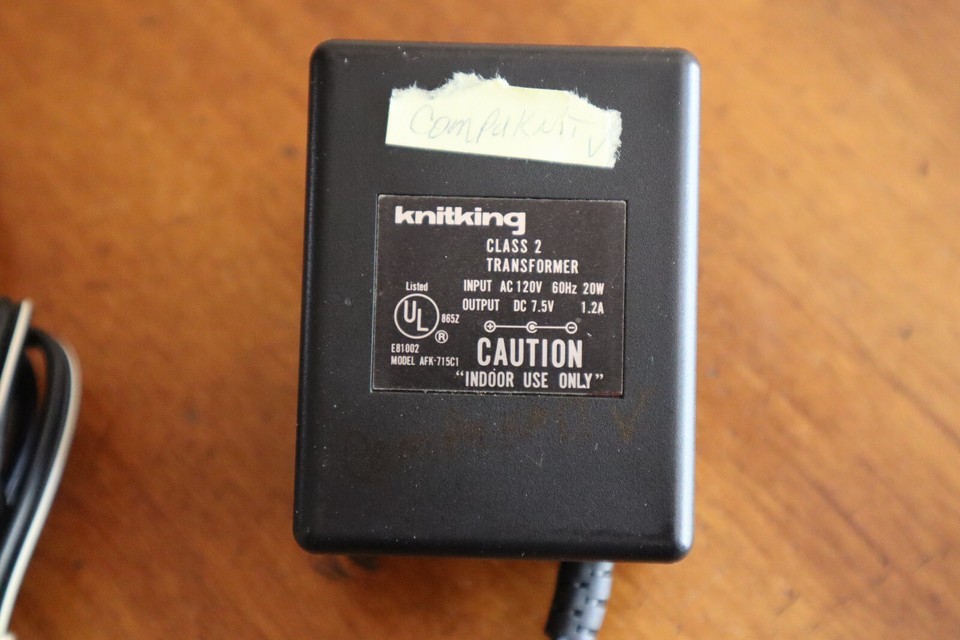 CompuKnit V
knitking
CLASS 2
TRANSFORMER
Listed
INPUT AC 120V 60Hz 20W
OUTPUT DC 7.5V 1.2A
UL
865Z
®
E81002
MODEL AFK-715C1
CAUTION
"INDOOR USE ONLY"